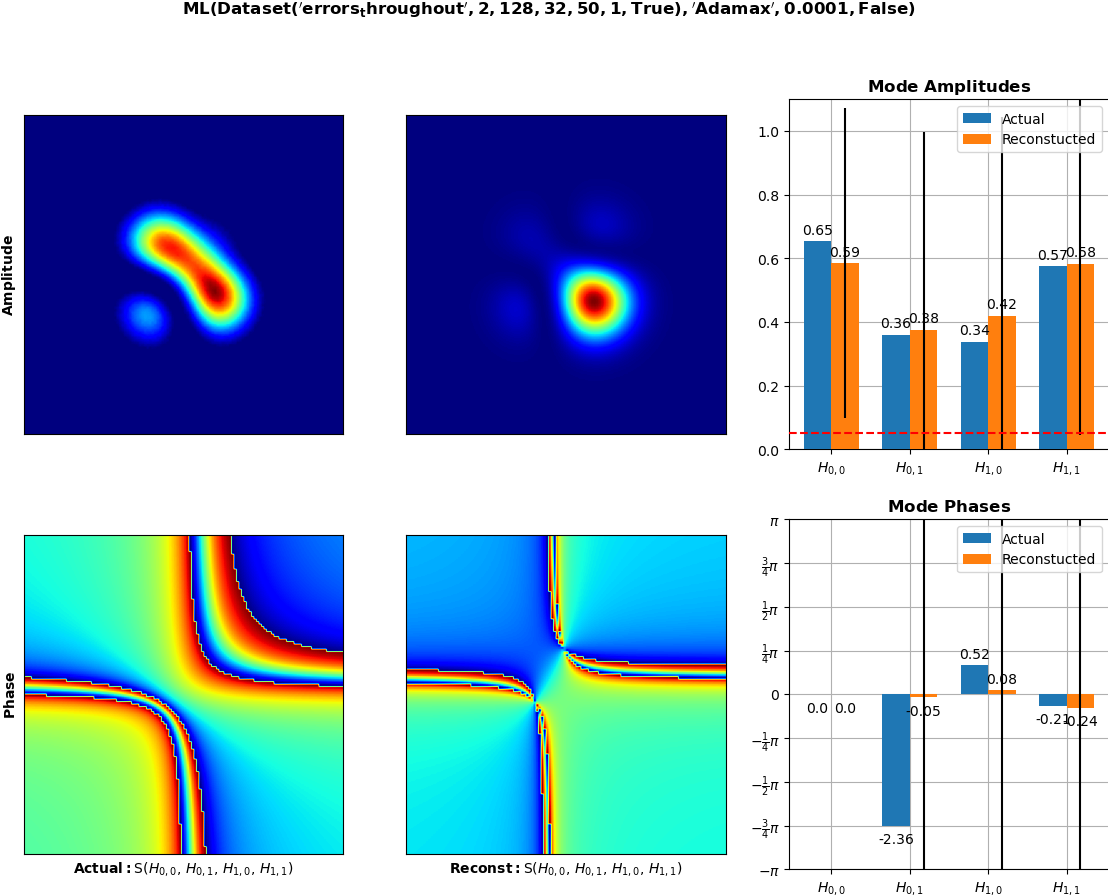 ML(Dataset('errors_throughout', 2, 128, 32, 50, 1, True), 'Adamax', 0.0001, False)
Mode Amplitudes
Actual
Reconstucted
1.0
0.8
0.6
0.4
0.2
0.0
0.65
0.59
0.36
0.38
0.34
0.42
0.57
0.58
H0,0
H0,1
H1,0
H1,1
Amplitude
Mode Phases
Actual
Reconstucted
π
3/4π
1/2π
1/4π
0
−1/4π
−1/2π
−3/4π
−π
0.0
0.0
-2.36
-0.05
0.52
0.08
-0.21
-0.24
H0,0
H0,1
H1,0
H1,1
Phase
Actual: S(H0,0, H0,1, H1,0, H1,1)
Reconst: S(H0,0, H0,1, H1,0, H1,1)